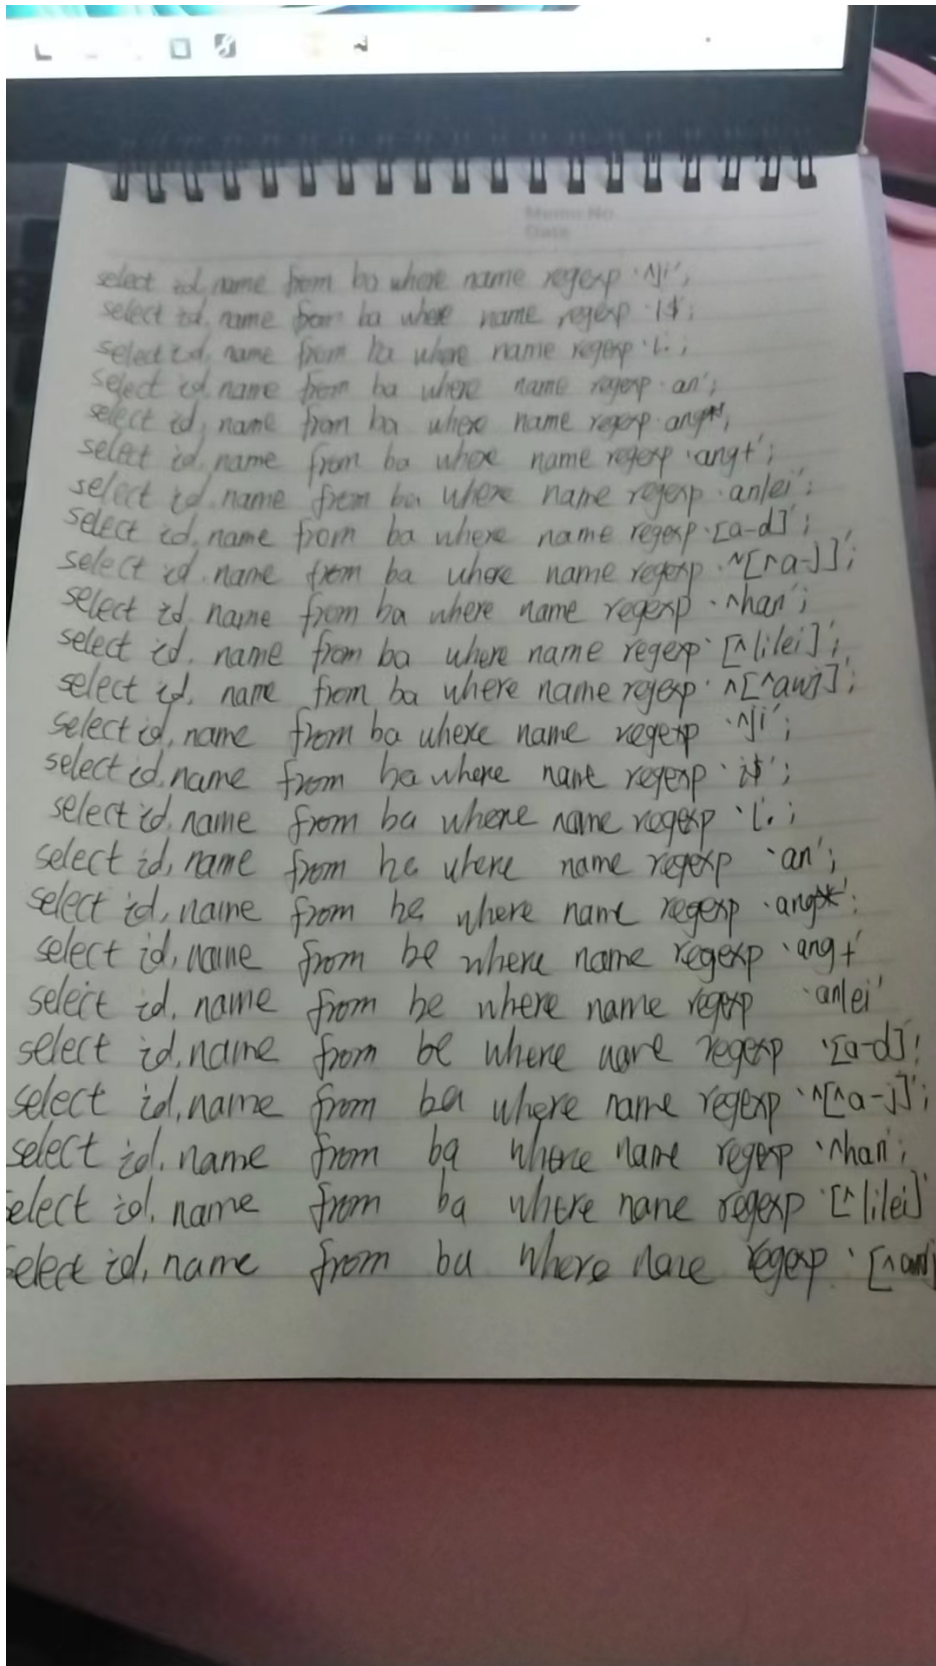 Memo No.
Date
select id,name from ba where name regexp '^ji';
select id,name from ba where name regexp 'i$';
select id,name from ba where name regexp 'l.;
select id,name from ba where name regexp 'an';
select id,name from ba where name regexp 'ang*';
select id,name from ba where name regexp 'ang+';
select id,name from ba where name regexp 'an|ei';
select id,name from ba where name regexp '[a-d]';
select id,name from ba where name regexp '^[^a-j]';
select id,name from ba where name regexp '^han';
select id, name from ba where name regexp '[^lilei]';
select id, name from ba where name regexp '^[^awj]';
select id,name from ba where name regexp '^ji';
select id,name from ba where name regexp 'i$';
select id,name from ba where name regexp 'l.;
select id,name from be where name regexp 'an';
select id,name from be where name regexp 'ang*';
select id,name from be where name regexp 'ang+'
select id,name from be where name regexp 'an|ei'
select id,name from be where name regexp '[a-d]';
select id,name from ba where name regexp '^[^a-j]';
select id,name from ba where name regexp '^han';
select id,name from ba where name regexp '[^lilei]'
select id,name from ba where name regexp '[^awj]